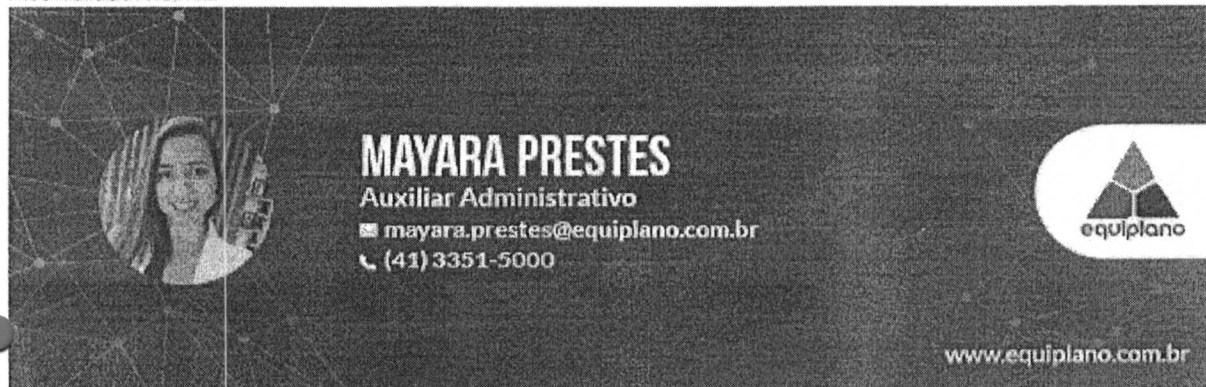 MAYARA PRESTES
Auxiliar Administrativo
mayara.prestes@equiplano.com.br
(41) 3351-5000
equiplano
www.equiplano.com.br